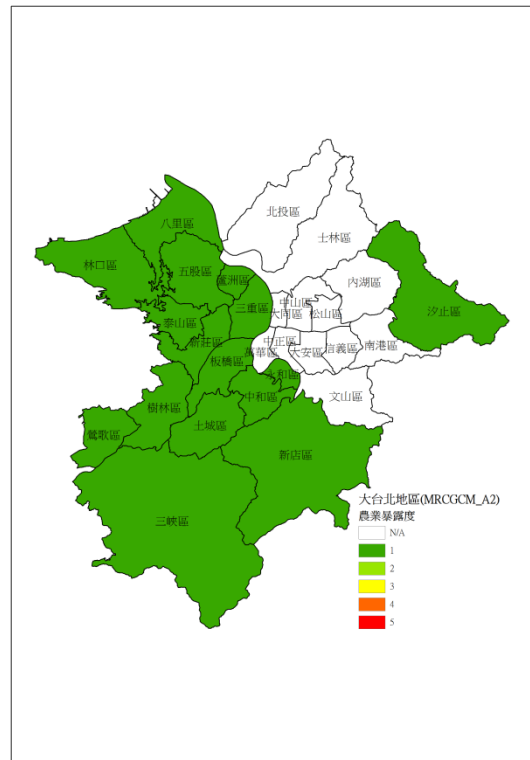 北投區
士林區
八里區
林口區
五股區
蘆洲區
內湖區
三重區
中山區
大同區
松山區
汐止區
泰山區
新莊區
中正區
萬華區
大安區
信義區
南港區
板橋區
永和區
中和區
文山區
樹林區
土城區
鶯歌區
新店區
三峽區
大台北地區(MRCGCM_A2)
農業暴露度
N/A
1
2
3
4
5